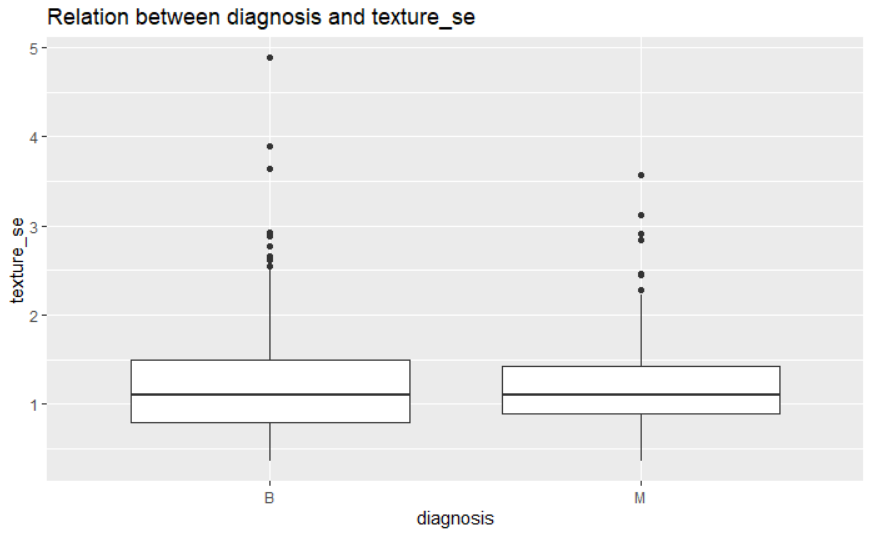 Relation between diagnosis and texture_se
5
4
3
2
1
texture_se
B M
diagnosis